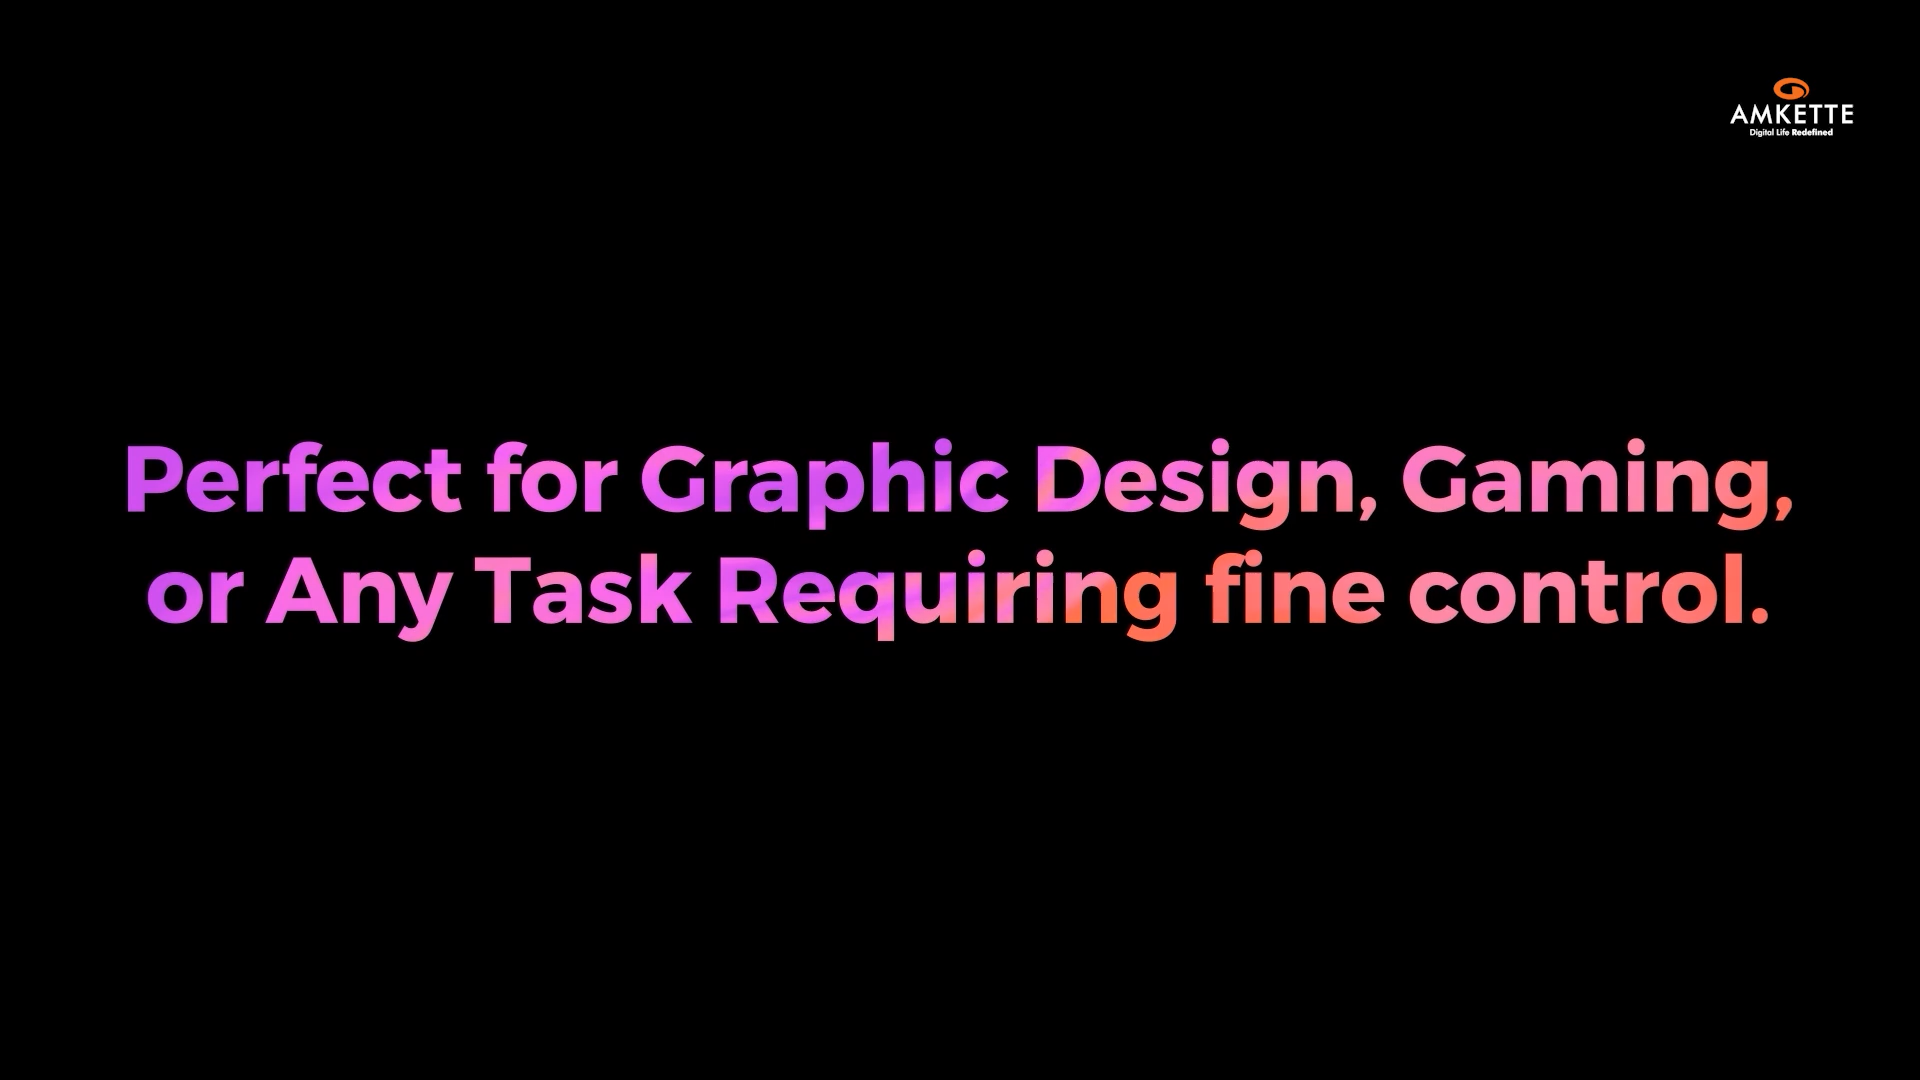 AMKETTE
Digital Life Redefined
Perfect for Graphic Design, Gaming,
or Any Task Requiring fine control.